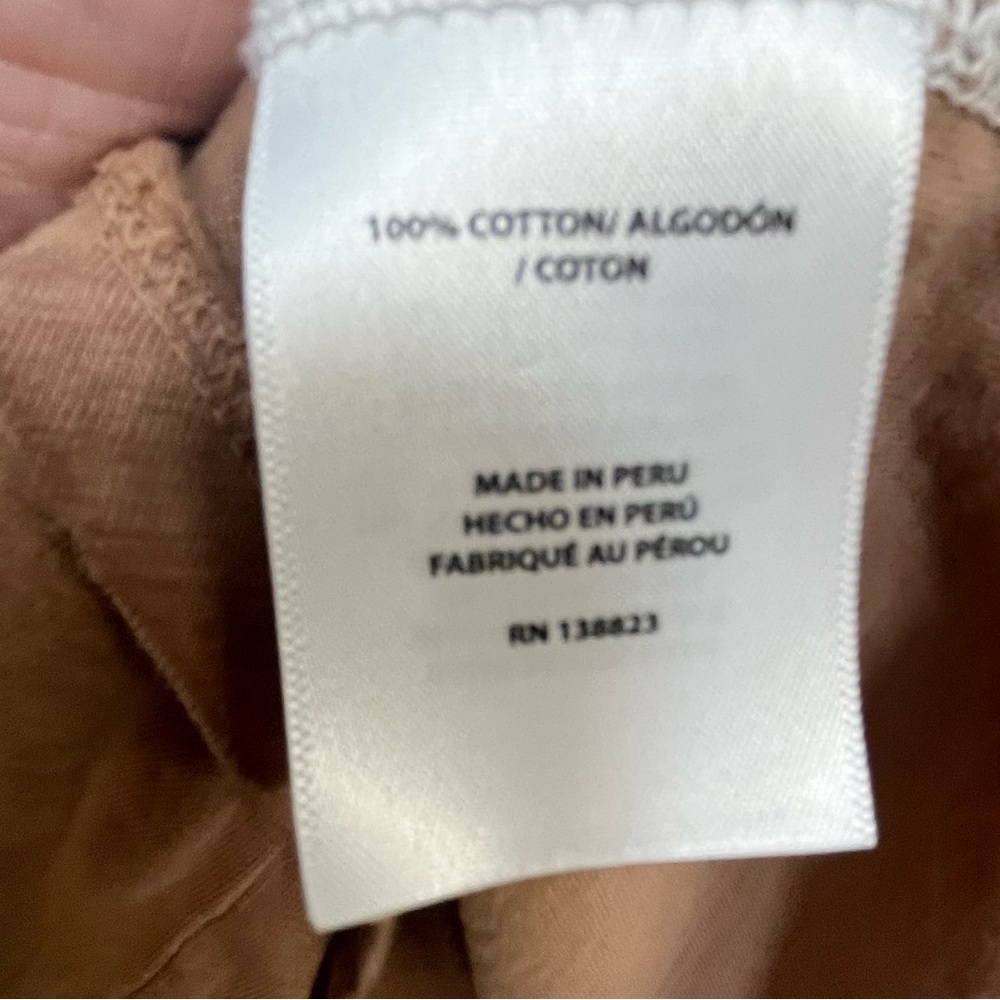 100% COTTON/ ALGODÓN
/ COTON
MADE IN PERU
HECHO EN PERÚ
FABRIQUÉ AU PÉROU
RN 138823